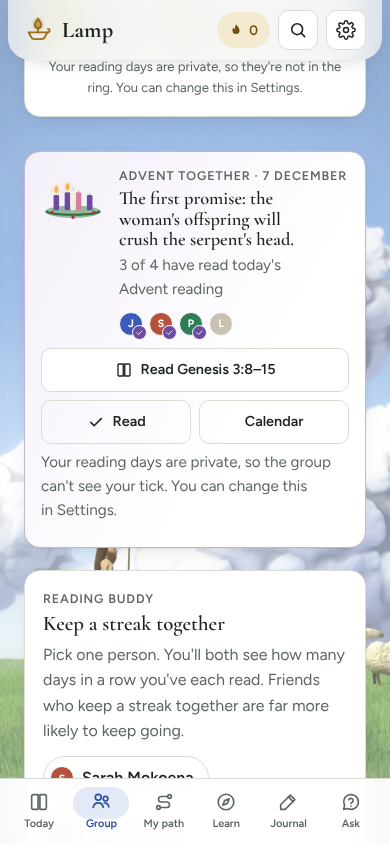 Lamp
0
Your reading days are private, so they're not in the
ring. You can change this in Settings.
ADVENT TOGETHER · 7 DECEMBER
The first promise: the
woman's offspring will
crush the serpent's head.
3 of 4 have read today's
Advent reading
J S P L
Read Genesis 3:8–15
Read
Calendar
Your reading days are private, so the group
can't see your tick. You can change this
in Settings.
READING BUDDY
Keep a streak together
Pick one person. You'll both see how many
days in a row you've each read. Friends
who keep a streak together are far more
likely to keep going.
S Sarah Mokoena
Today Group My path Learn Journal Ask